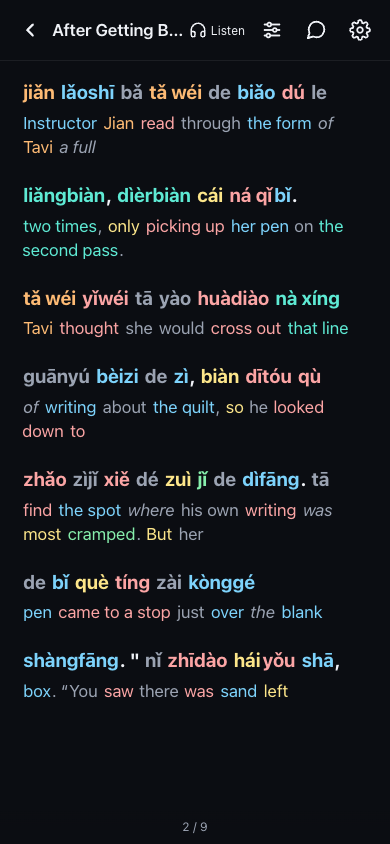 After Getting B... Listen
jiǎn lǎoshī bǎ tǎ wéi de biǎo dú le
Instructor Jian read through the form of
Tavi a full
liǎngbiàn, dìèrbiàn cái ná qǐbǐ.
two times, only picking up her pen on the
second pass.
tǎ wéi yǐwéi tā yào huàdiào nà xíng
Tavi thought she would cross out that line
guānyú bèizi de zì, biàn dītóu qù
of writing about the quilt, so he looked
down to
zhǎo zìjǐ xiě dé zuì jǐ de dìfāng. tā
find the spot where his own writing was
most cramped. But her
de bǐ què tíng zài kònggé
pen came to a stop just over the blank
shàngfāng. " nǐ zhīdào háiyǒu shā,
box. “You saw there was sand left
2 / 9